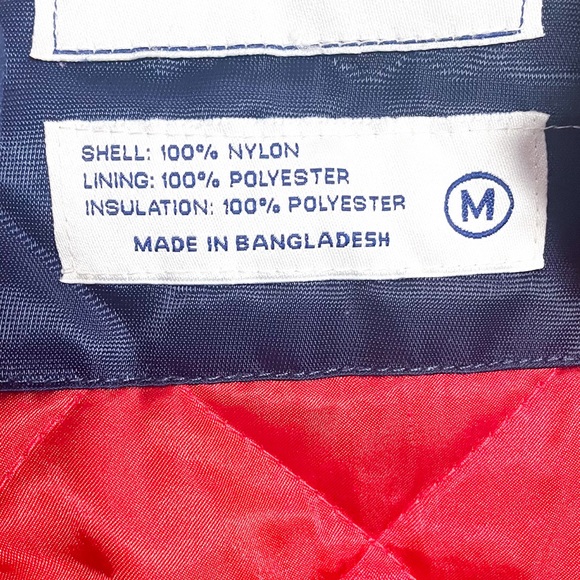 SHELL: 100% NYLON
LINING: 100% POLYESTER
INSULATION: 100% POLYESTER
M
MADE IN BANGLADESH